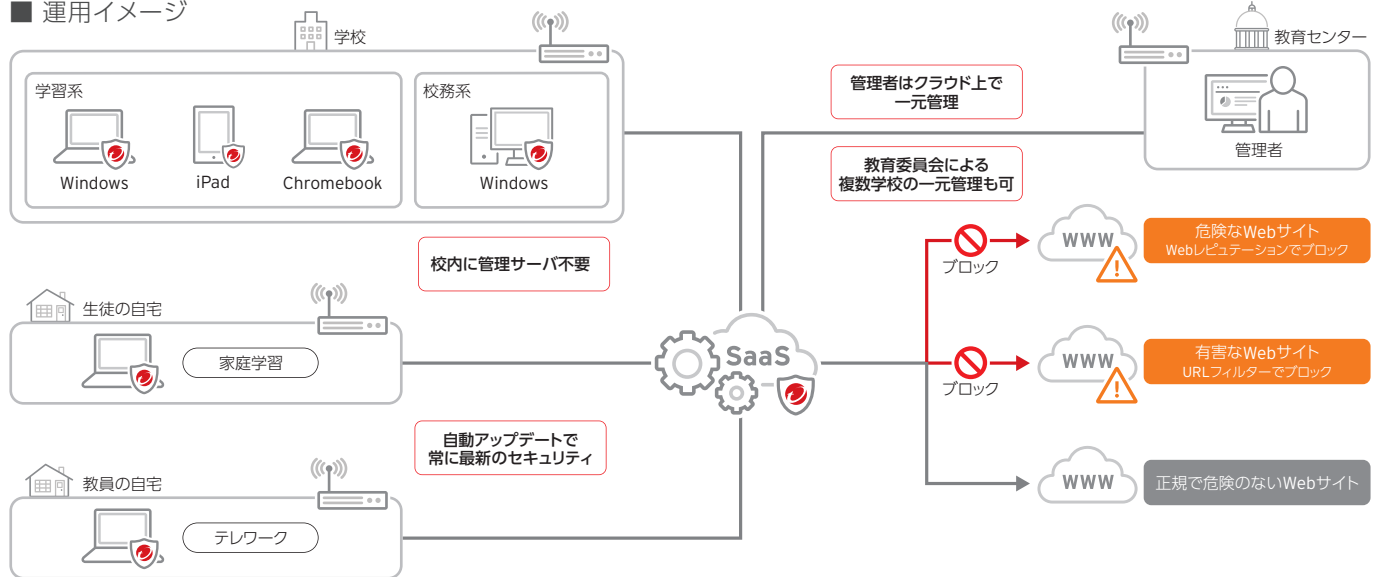 ■ 運用イメージ
学校
学習系
Windows
iPad
Chromebook
校務系
Windows
管理者はクラウド上で
一元管理
教育センター
管理者
教育委員会による
複数学校の一元管理も可
校内に管理サーバ不要
生徒の自宅
家庭学習
自動アップデートで
常に最新のセキュリティ
教員の自宅
テレワーク
SaaS
ブロック
WWW
危険なWebサイト
Webレピュテーションでブロック
ブロック
WWW
有害なWebサイト
URLフィルターでブロック
WWW
正規で危険のないWebサイト